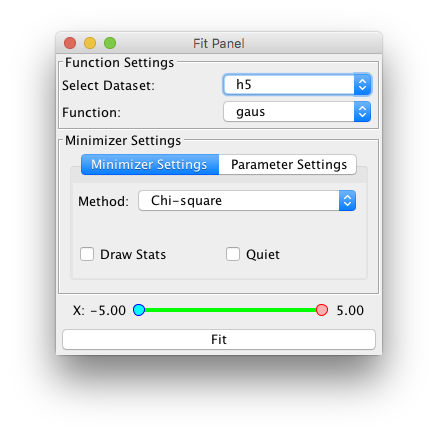 Fit Panel
Function Settings
Select Dataset: h5
Function: gaus
Minimizer Settings
Minimizer Settings Parameter Settings
Method: Chi-square
Draw Stats Quiet
X: -5.00 5.00
Fit